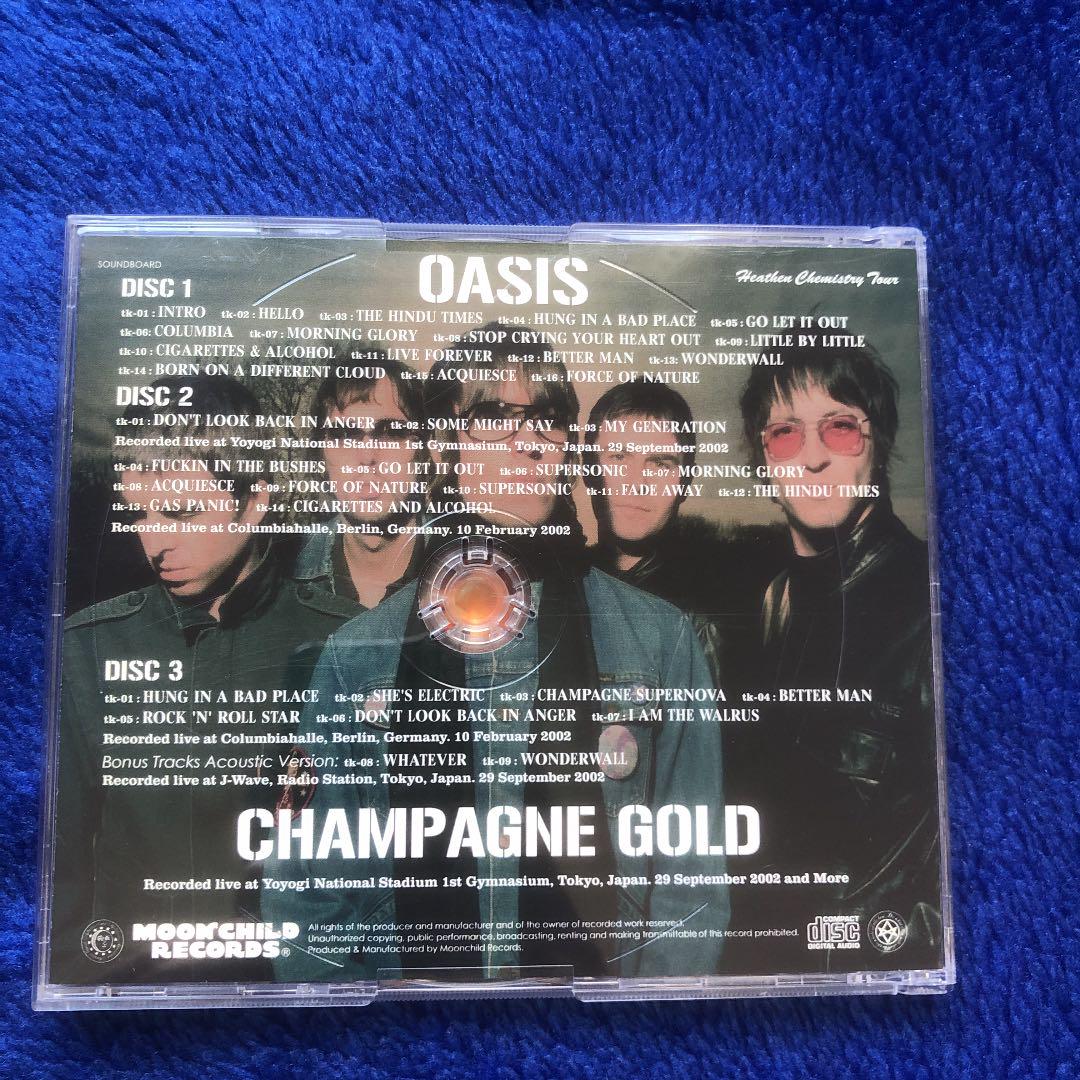 SOUNDBOARD
OASIS
Heathen Chemistry Tour
DISC 1
tk-01 : INTRO tk-02 : HELLO tk-03 : THE HINDU TIMES tk-04 : HUNG IN A BAD PLACE tk-05 : GO LET IT OUT
tk-06: COLUMBIA tk-07 : MORNING GLORY tk-08 : STOP CRYING YOUR HEART OUT tk-09 : LITTLE BY LITTLE
tk-10 : CIGARETTES & ALCOHOL tk-11 : LIVE FOREVER tk-12 : BETTER MAN tk-13: WONDERWALL
tk-14 : BORN ON A DIFFERENT CLOUD tk-15 : ACQUIESCE tk-16 : FORCE OF NATURE
DISC 2
tk-01 : DON'T LOOK BACK IN ANGER tk-02 : SOME MIGHT SAY tk-03 : MY GENERATION
Recorded live at Yoyogi National Stadium 1st Gymnasium, Tokyo, Japan. 29 September 2002
tk-04 : FUCKIN IN THE BUSHES tk-05 : GO LET IT OUT tk-06 : SUPERSONIC tk-07 : MORNING GLORY
tk-08 : ACQUIESCE tk-09 : FORCE OF NATURE tk-10 : SUPERSONIC tk-11 : FADE AWAY tk-12 : THE HINDU TIMES
tk-13 : GAS PANIC! tk-14 : CIGARETTES AND ALCOHOL
Recorded live at Columbiahalle, Berlin, Germany. 10 February 2002
DISC 3
tk-01 : HUNG IN A BAD PLACE tk-02 : SHE'S ELECTRIC tk-03 : CHAMPAGNE SUPERNOVA tk-04 : BETTER MAN
tk-05 : ROCK 'N' ROLL STAR tk-06 : DON'T LOOK BACK IN ANGER tk-07 : I AM THE WALRUS
Recorded live at Columbiahalle, Berlin, Germany. 10 February 2002
Bonus Tracks Acoustic Version: tk-08 : WHATEVER tk-09 : WONDERWALL
Recorded live at J-Wave, Radio Station, Tokyo, Japan. 29 September 2002
CHAMPAGNE GOLD
Recorded live at Yoyogi National Stadium 1st Gymnasium, Tokyo, Japan. 29 September 2002 and More
MOON CHILD
RECORDS®
All rights of the producer and manufacturer and of the owner of recorded work reserved.
Unauthorized copying, public performance, broadcasting, renting and making transmittable of this record prohibited.
Produced & Manufactured by Moonchild Records.
COMPACT
disc
DIGITAL AUDIO